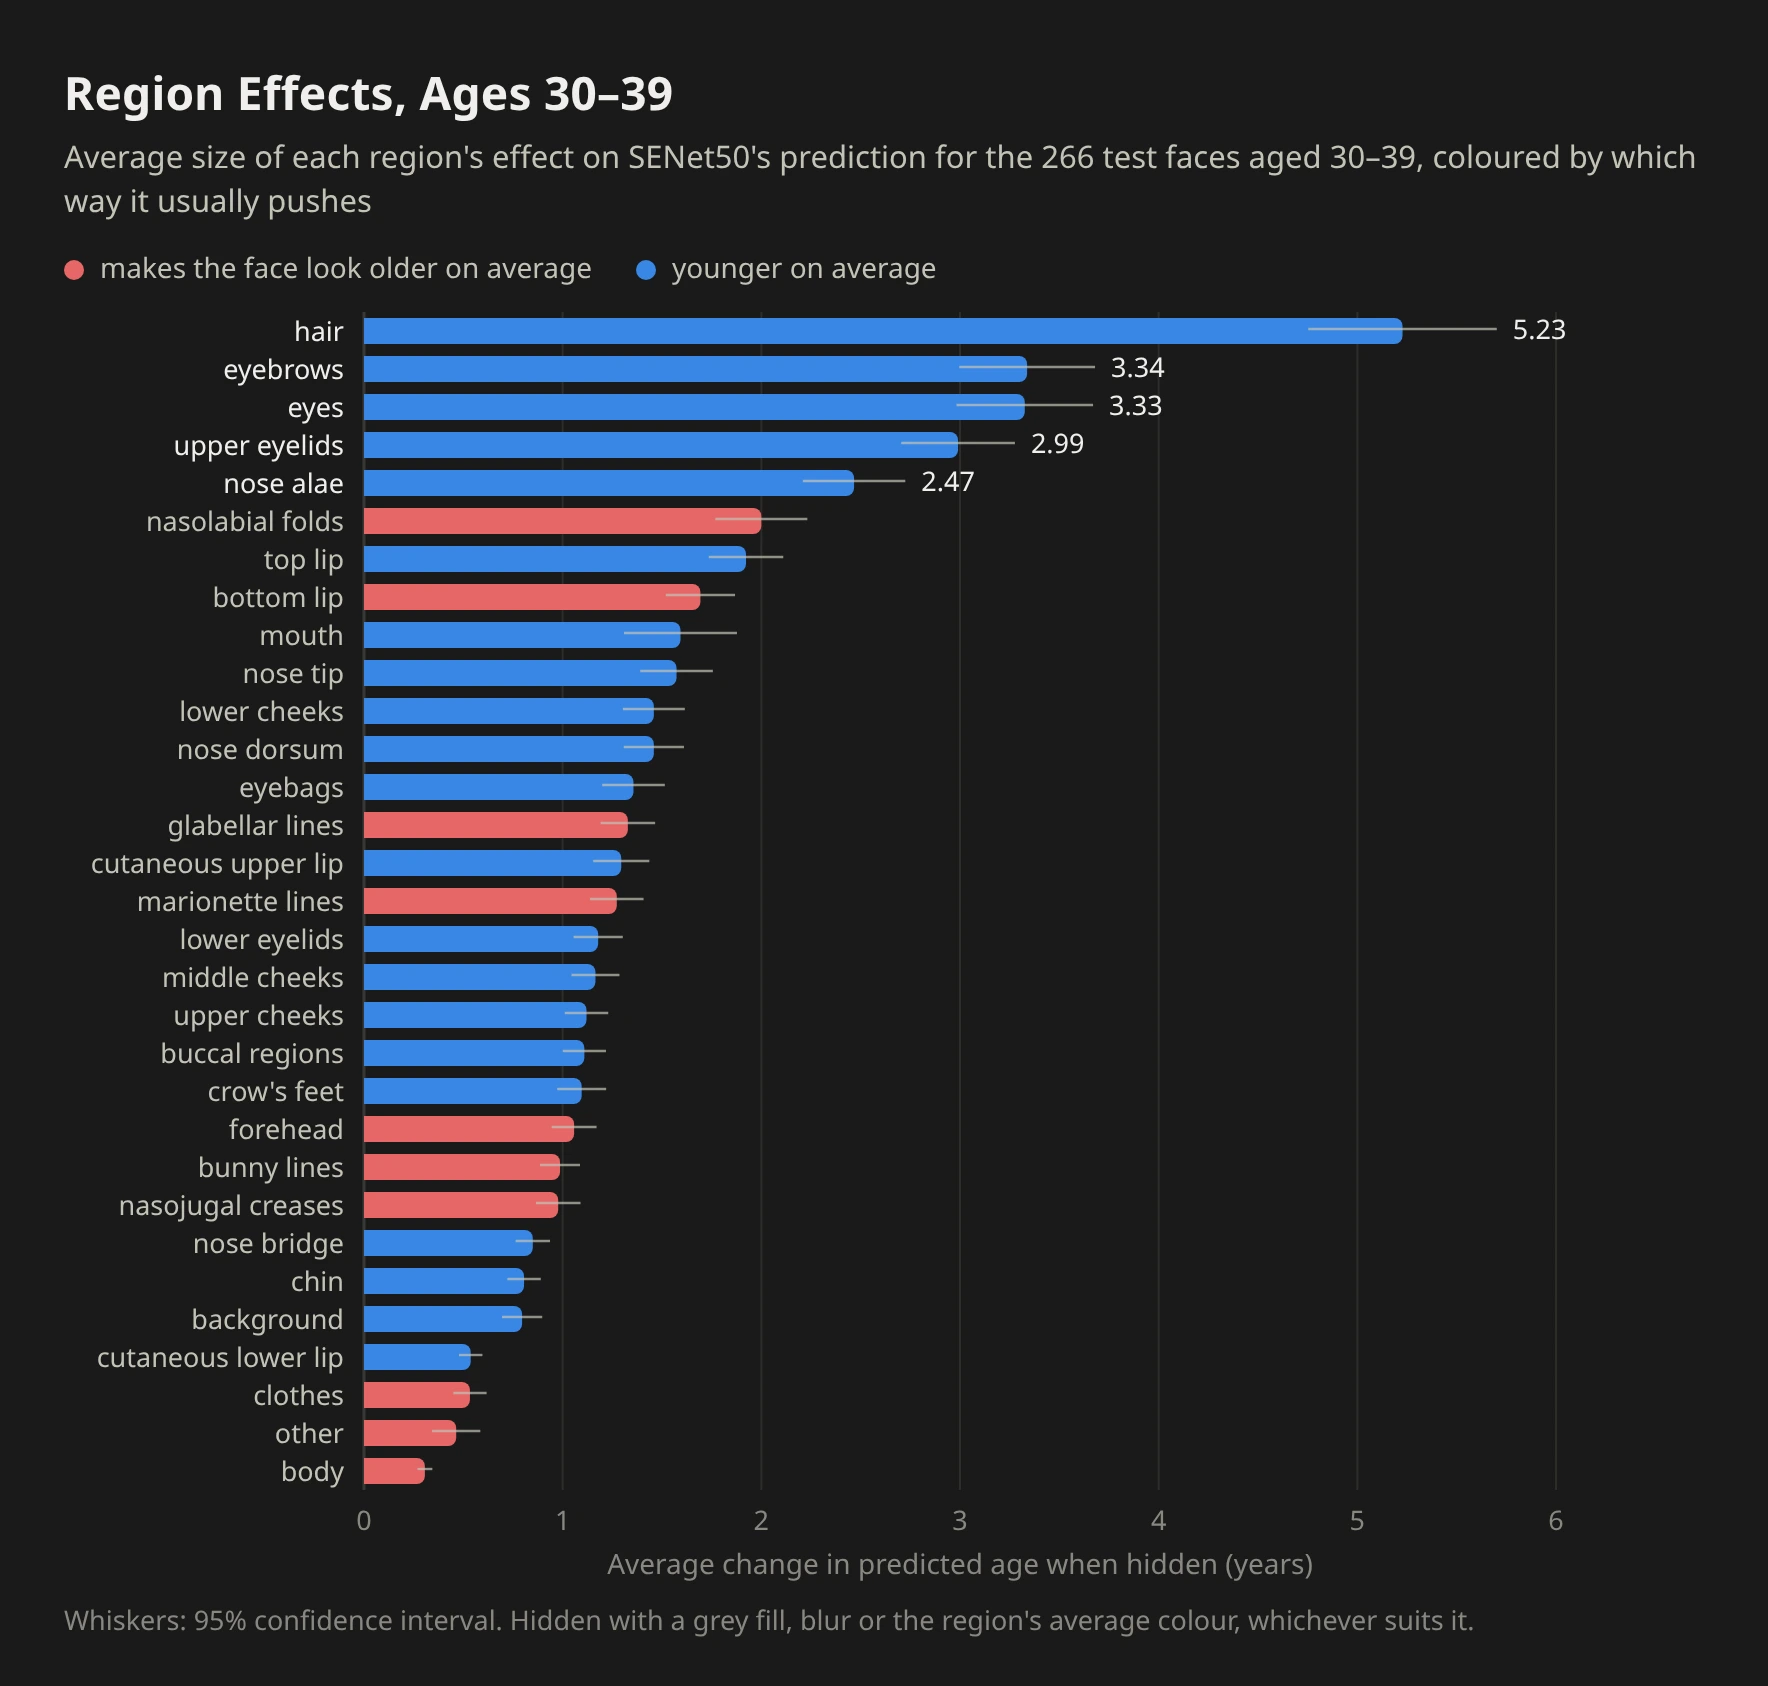 Region Effects, Ages 30–39
Average size of each region's effect on SENet50's prediction for the 266 test faces aged 30–39, coloured by which
way it usually pushes
makes the face look older on average younger on average
hair 5.23
eyebrows 3.34
eyes 3.33
upper eyelids 2.99
nose alae 2.47
nasolabial folds
top lip
bottom lip
mouth
nose tip
lower cheeks
nose dorsum
eyebags
glabellar lines
cutaneous upper lip
marionette lines
lower eyelids
middle cheeks
upper cheeks
buccal regions
crow's feet
forehead
bunny lines
nasojugal creases
nose bridge
chin
background
cutaneous lower lip
clothes
other
body
0 1 2 3 4 5 6
Average change in predicted age when hidden (years)
Whiskers: 95% confidence interval. Hidden with a grey fill, blur or the region's average colour, whichever suits it.